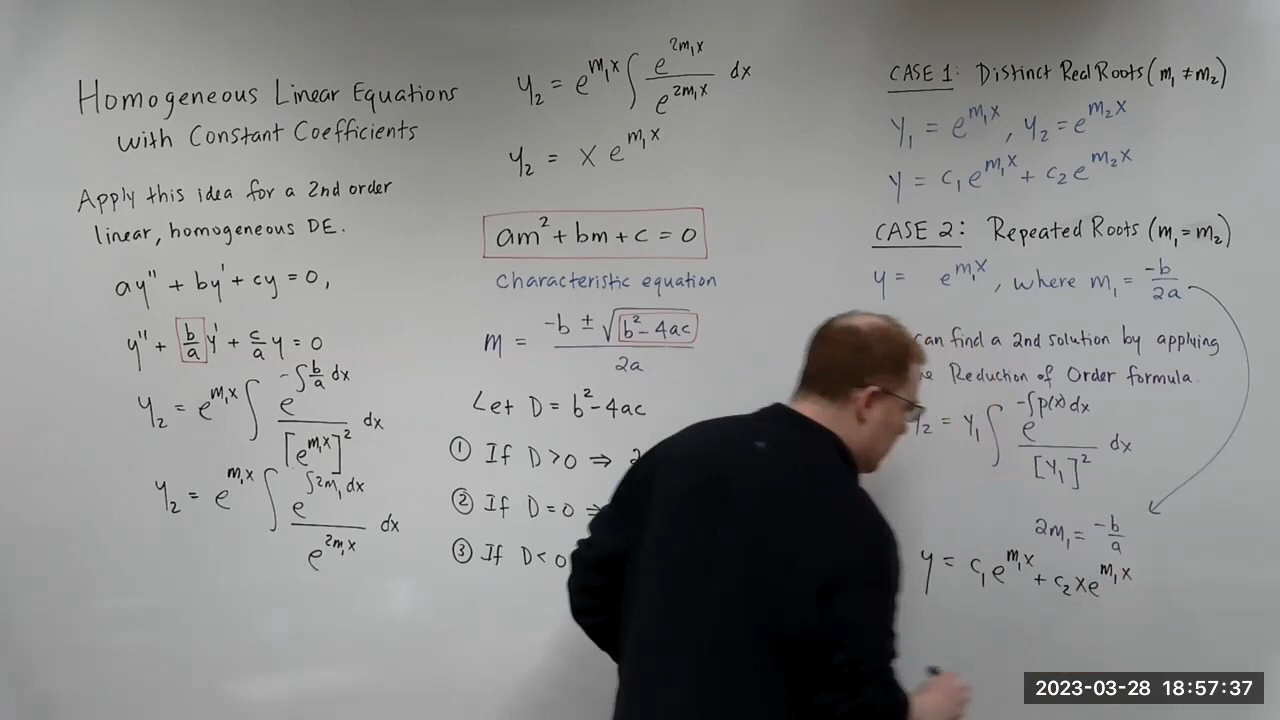 Homogeneous Linear Equations
with Constant Coefficients
Apply this idea for a 2nd order
linear, homogeneous DE.
ay'' + by' + cy = 0,
y'' + b/a y' + c/a y = 0
y₂ = e^{m₁x} ∫ e^{-∫ b/a dx} / [e^{m₁x}]² dx
y₂ = e^{m₁x} ∫ e^{∫2m₁ dx} / e^{2m₁x} dx
y₂ = e^{m₁x} ∫ e^{2m₁x} / e^{2m₁x} dx
y₂ = x e^{m₁x}
am² + bm + c = 0
Characteristic equation
m = (-b ± √(b² - 4ac)) / 2a
Let D = b² - 4ac
① If D > 0 ⇒ 2
② If D = 0 ⇒
③ If D < 0
CASE 1: Distinct Real Roots (m₁ ≠ m₂)
y₁ = e^{m₁x}, y₂ = e^{m₂x}
y = c₁e^{m₁x} + c₂e^{m₂x}
CASE 2: Repeated Roots (m₁ = m₂)
y = e^{m₁x}, where m₁ = -b/2a
can find a 2nd solution by applying
Reduction of Order formula.
y₂ = y₁ ∫ e^{-∫p(x)dx} / [y₁]² dx
2m₁ = -b/a
y = c₁e^{m₁x} + c₂xe^{m₁x}
2023-03-28 18:57:37